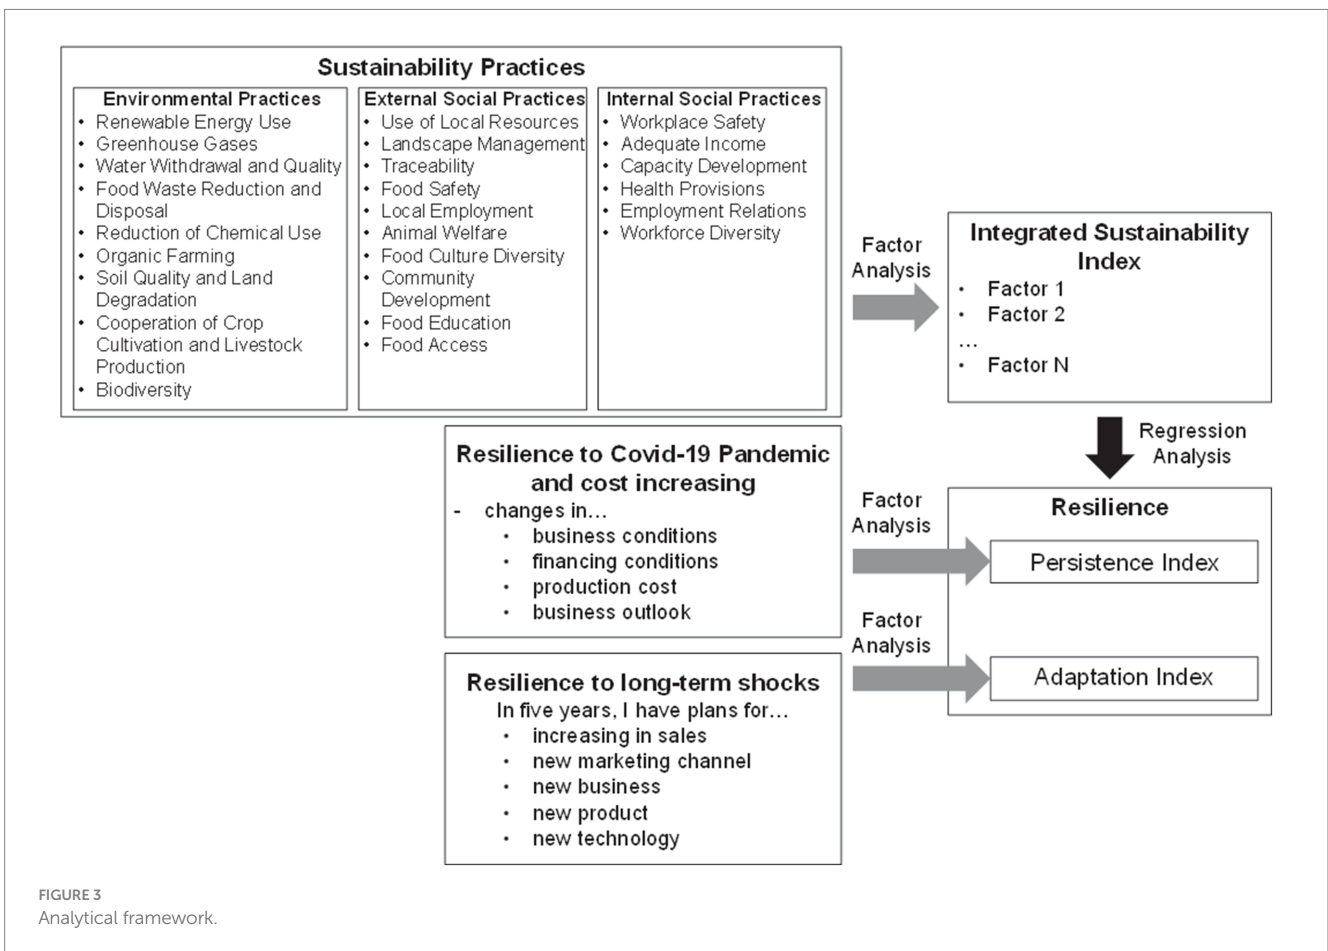 Sustainability Practices
Environmental Practices
• Renewable Energy Use
• Greenhouse Gases
• Water Withdrawal and Quality
• Food Waste Reduction and
Disposal
• Reduction of Chemical Use
• Organic Farming
• Soil Quality and Land
Degradation
• Cooperation of Crop
Cultivation and Livestock
Production
• Biodiversity
External Social Practices
• Use of Local Resources
• Landscape Management
• Traceability
• Food Safety
• Local Employment
• Animal Welfare
• Food Culture Diversity
• Community
Development
• Food Education
• Food Access
Internal Social Practices
• Workplace Safety
• Adequate Income
• Capacity Development
• Health Provisions
• Employment Relations
• Workforce Diversity
Factor
Analysis
Integrated Sustainability
Index
• Factor 1
• Factor 2
...
• Factor N
Regression
Analysis
Resilience to Covid-19 Pandemic
and cost increasing
- changes in...
• business conditions
• financing conditions
• production cost
• business outlook
Factor
Analysis
Resilience
Persistence Index
Resilience to long-term shocks
In five years, I have plans for...
• increasing in sales
• new marketing channel
• new business
• new product
• new technology
Factor
Analysis
Adaptation Index
FIGURE 3
Analytical framework.